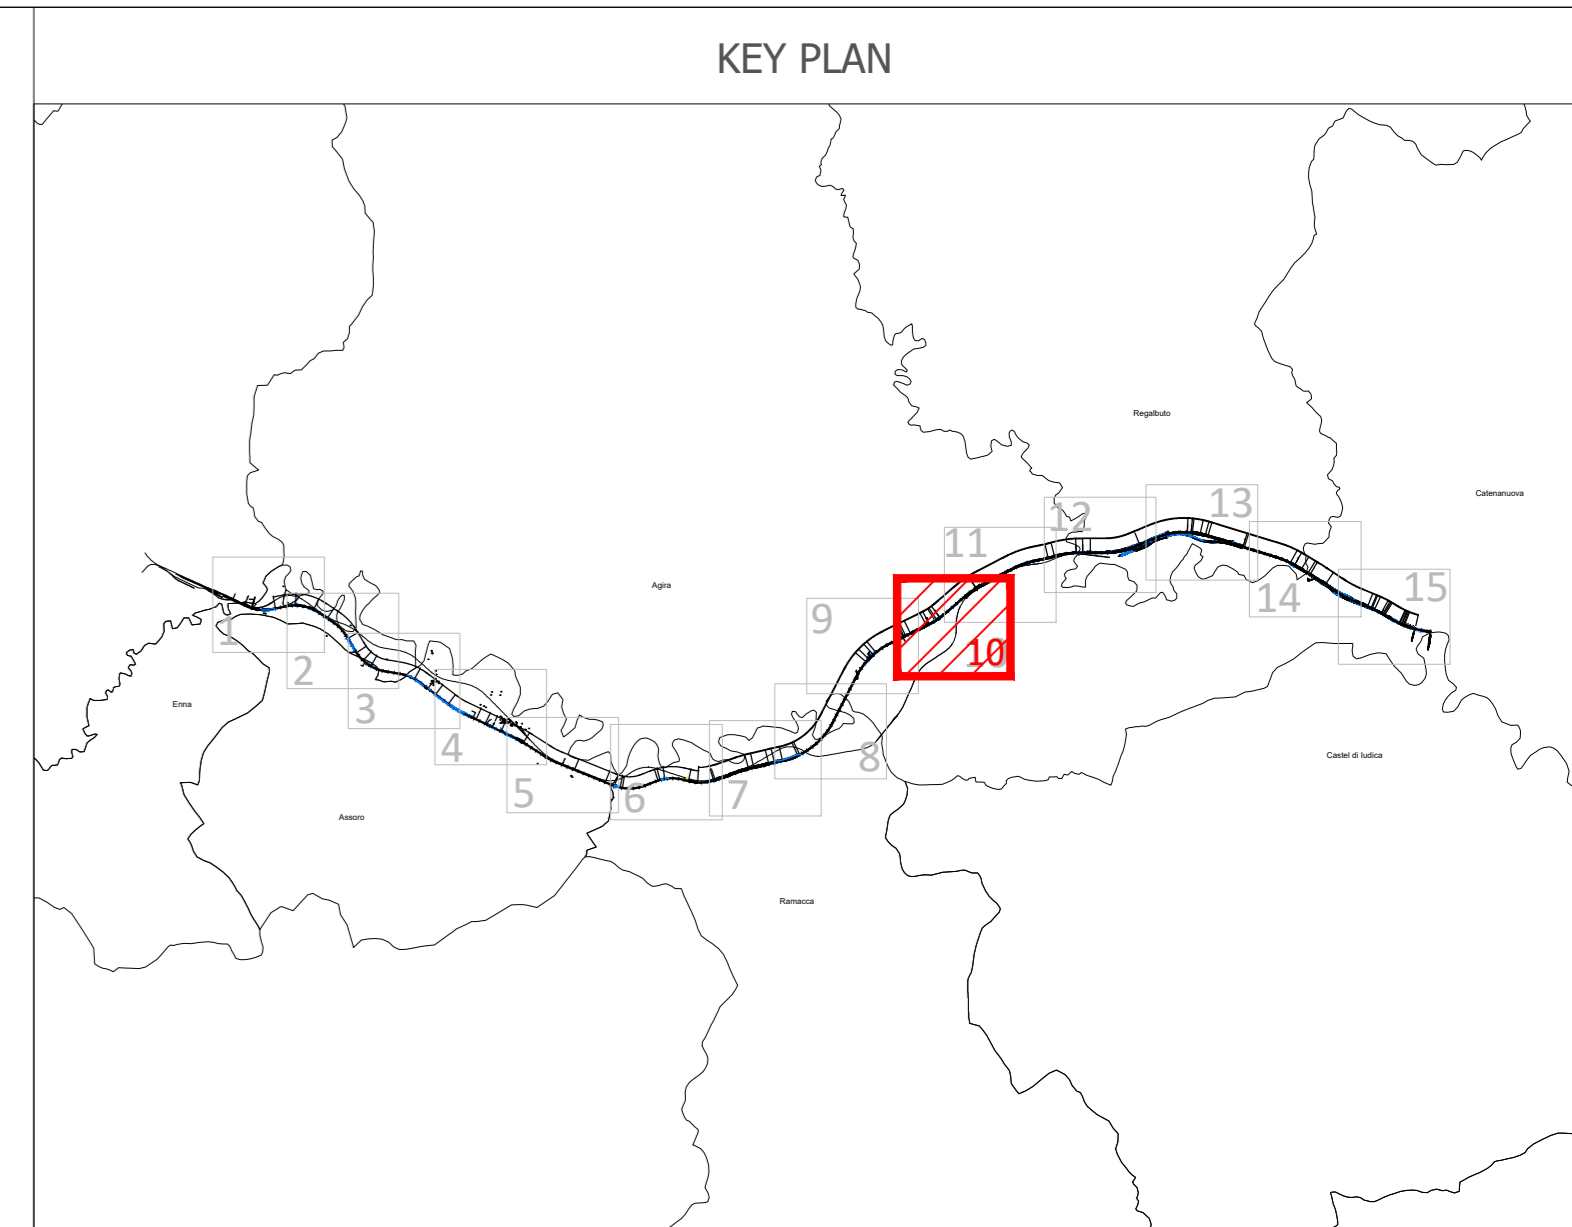 KEY PLAN
Regalbuto
Catenanuova
13
12
11
Agira
15
14
9
10
1
2
Enna
3
4
8
Castel di Iudica
5
6
7
Assoro
Ramacca